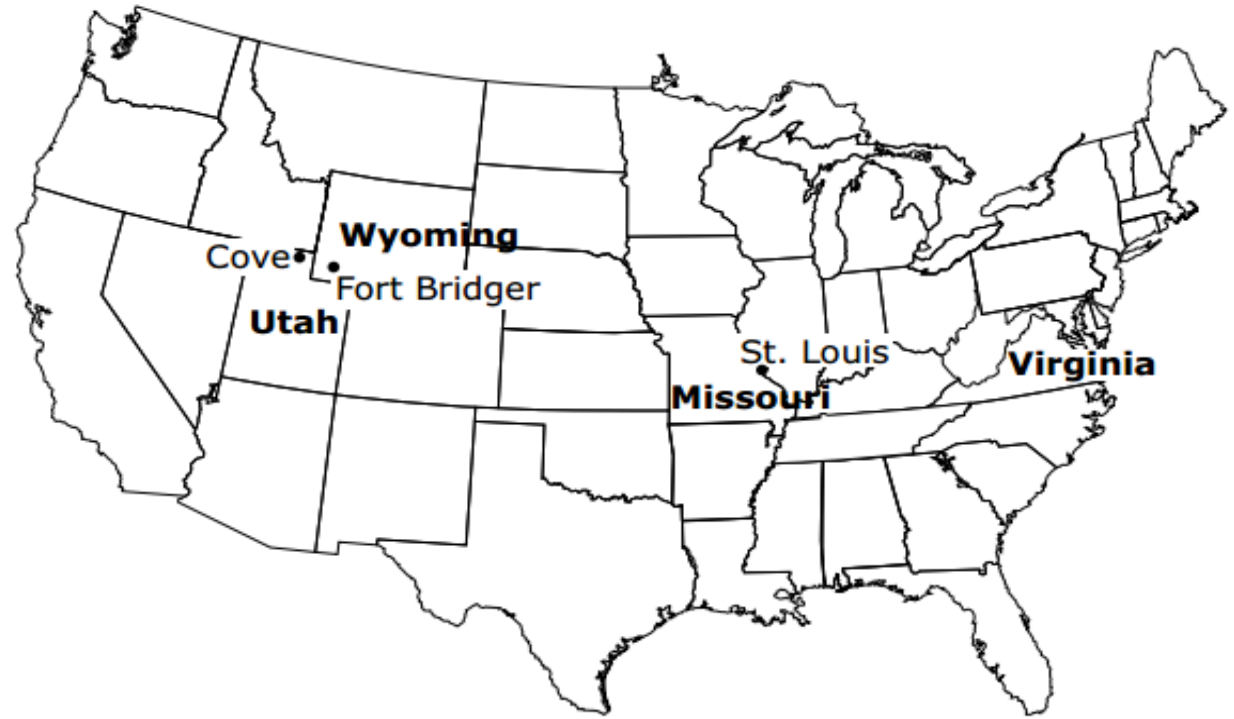 Wyoming
Cove
Fort Bridger
Utah
St. Louis
Virginia
Missouri